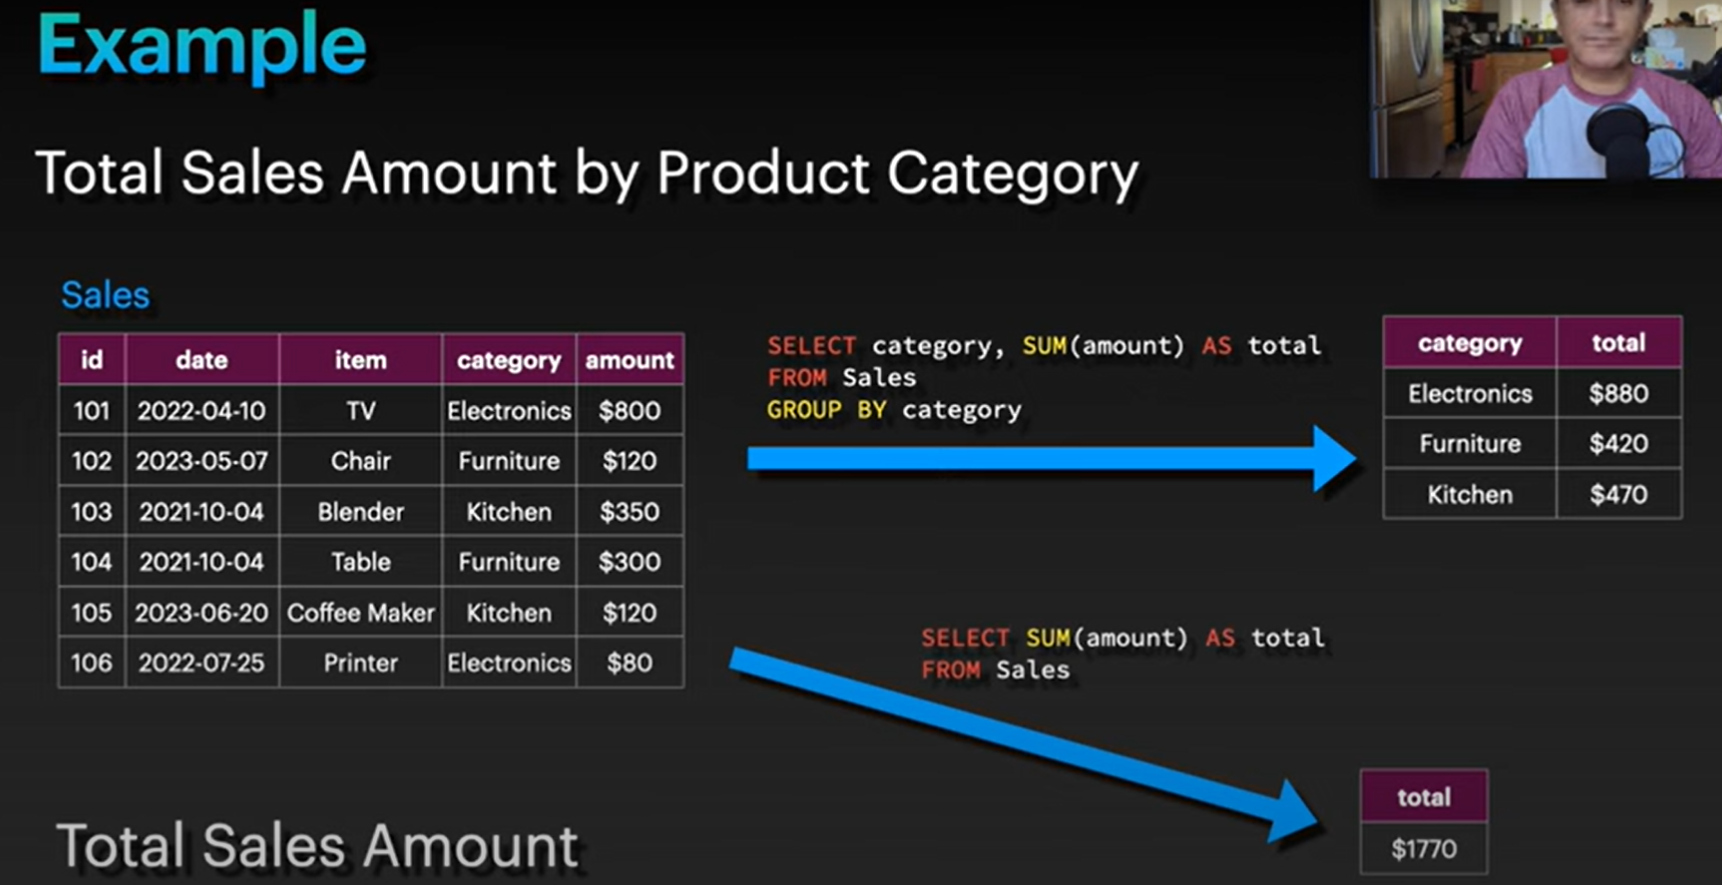 Example
Total Sales Amount by Product Category
Sales
id date item category amount
101 2022-04-10 TV Electronics $800
102 2023-05-07 Chair Furniture $120
103 2021-10-04 Blender Kitchen $350
104 2021-10-04 Table Furniture $300
105 2023-06-20 Coffee Maker Kitchen $120
106 2022-07-25 Printer Electronics $80
SELECT category, SUM(amount) AS total
FROM Sales
GROUP BY category
category total
Electronics $880
Furniture $420
Kitchen $470
SELECT SUM(amount) AS total
FROM Sales
total
$1770
Total Sales Amount